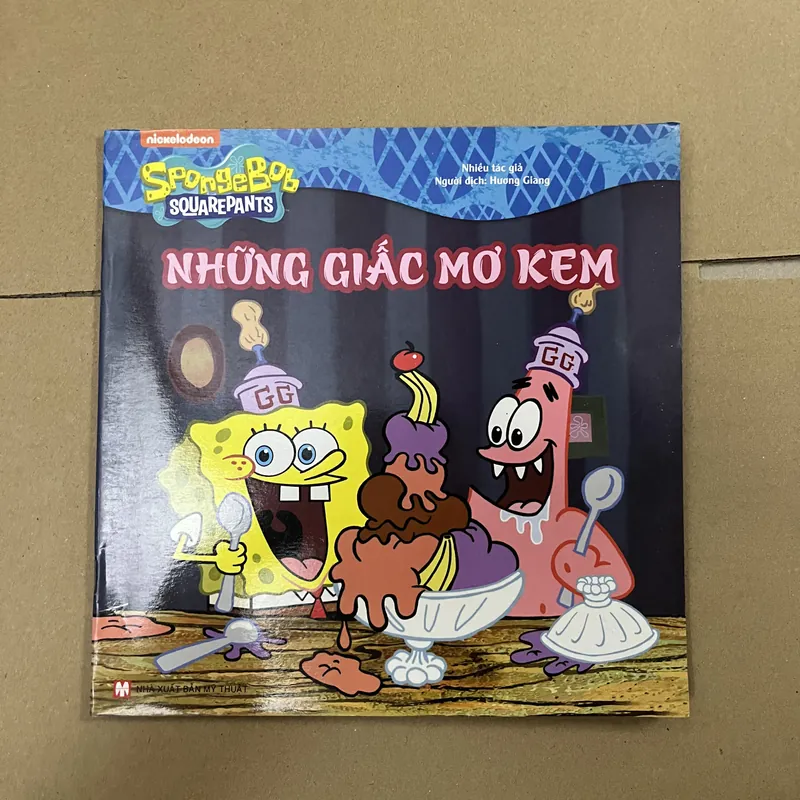 nickelodeon
SpongeBob
SQUAREPANTS
Nhiều tác giả
Người dịch: Hương Giang
NHỮNG GIẤC MƠ KEM
GG
GG
NHÀ XUẤT BẢN MỸ THUẬT